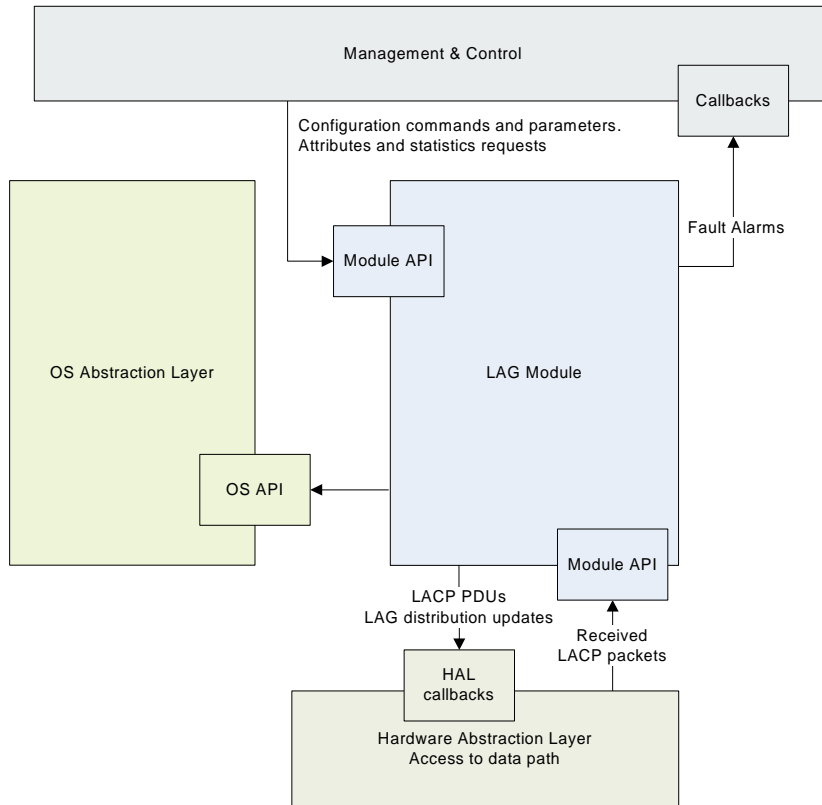 Management & Control
Callbacks
Configuration commands and parameters.
Attributes and statistics requests
Fault Alarms
Module API
OS Abstraction Layer
LAG Module
OS API
Module API
LACP PDUs
LAG distribution updates
Received
LACP packets
HAL
callbacks
Hardware Abstraction Layer
Access to data path